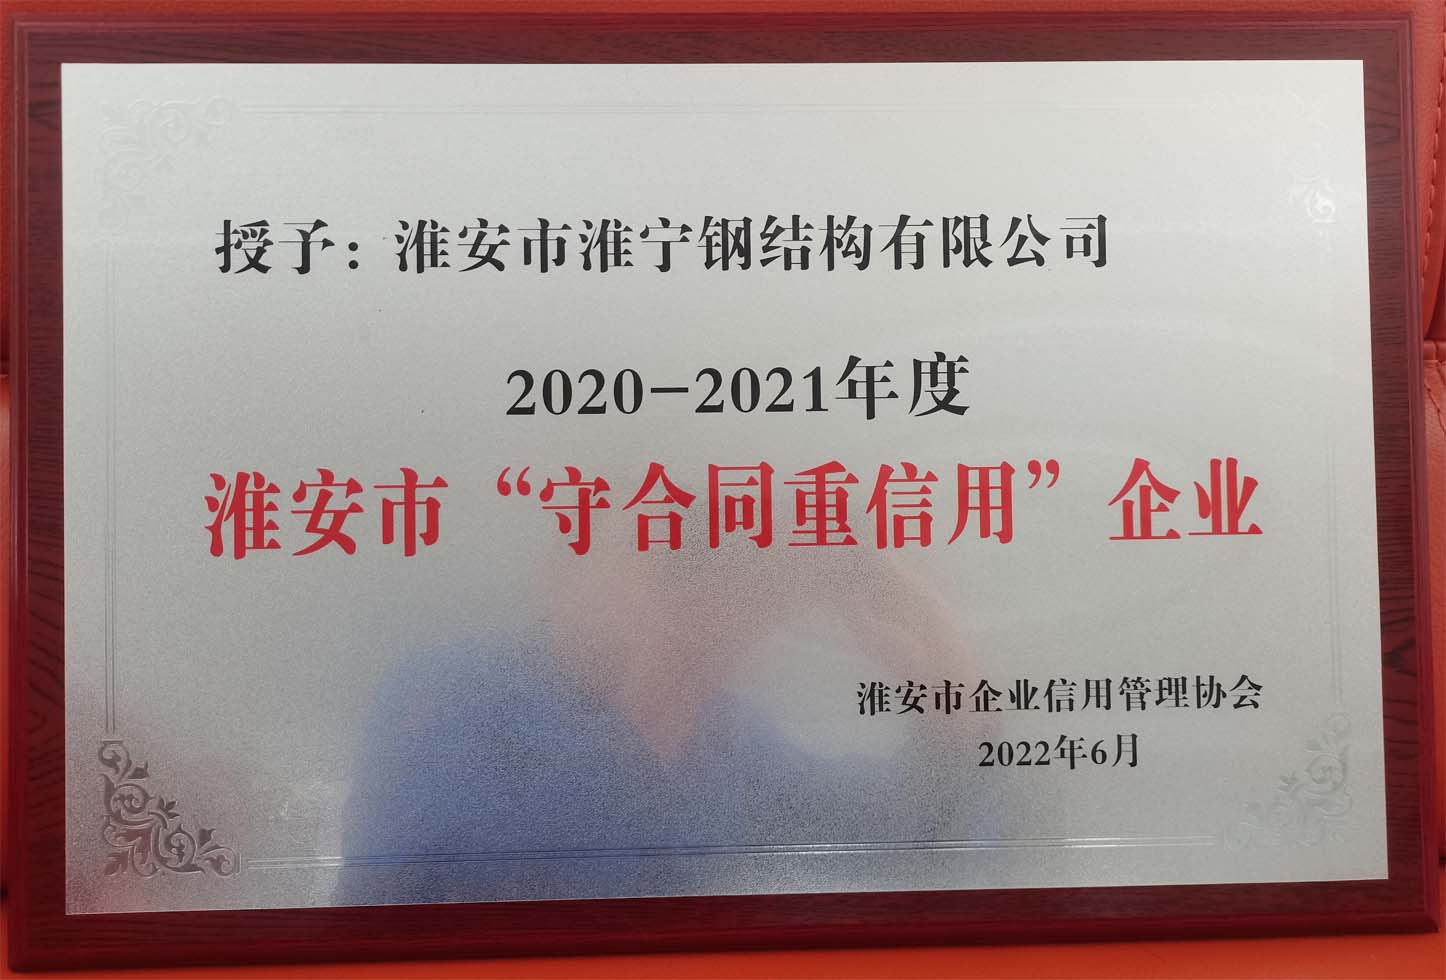 授予：淮安市淮宁钢结构有限公司
2020-2021年度
淮安市“守合同重信用”企业
淮安市企业信用管理协会
2022年6月